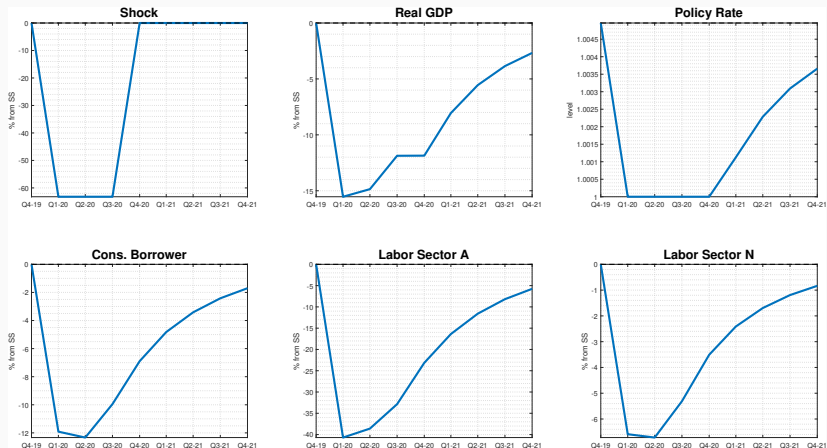 Shock
% from SS
0
-10
-20
-30
-40
-50
-60
Q4-19 Q1-20 Q2-20 Q3-20 Q4-20 Q1-21 Q2-21 Q3-21 Q4-21
Real GDP
% from SS
0
-5
-10
-15
Q4-19 Q1-20 Q2-20 Q3-20 Q4-20 Q1-21 Q2-21 Q3-21 Q4-21
Policy Rate
level
1.0045
1.004
1.0035
1.003
1.0025
1.002
1.0015
1.001
1.0005
1
Q4-19 Q1-20 Q2-20 Q3-20 Q4-20 Q1-21 Q2-21 Q3-21 Q4-21
Cons. Borrower
% from SS
0
-2
-4
-6
-8
-10
-12
Q4-19 Q1-20 Q2-20 Q3-20 Q4-20 Q1-21 Q2-21 Q3-21 Q4-21
Labor Sector A
% from SS
0
-5
-10
-15
-20
-25
-30
-35
-40
Q4-19 Q1-20 Q2-20 Q3-20 Q4-20 Q1-21 Q2-21 Q3-21 Q4-21
Labor Sector N
% from SS
0
-1
-2
-3
-4
-5
-6
Q4-19 Q1-20 Q2-20 Q3-20 Q4-20 Q1-21 Q2-21 Q3-21 Q4-21